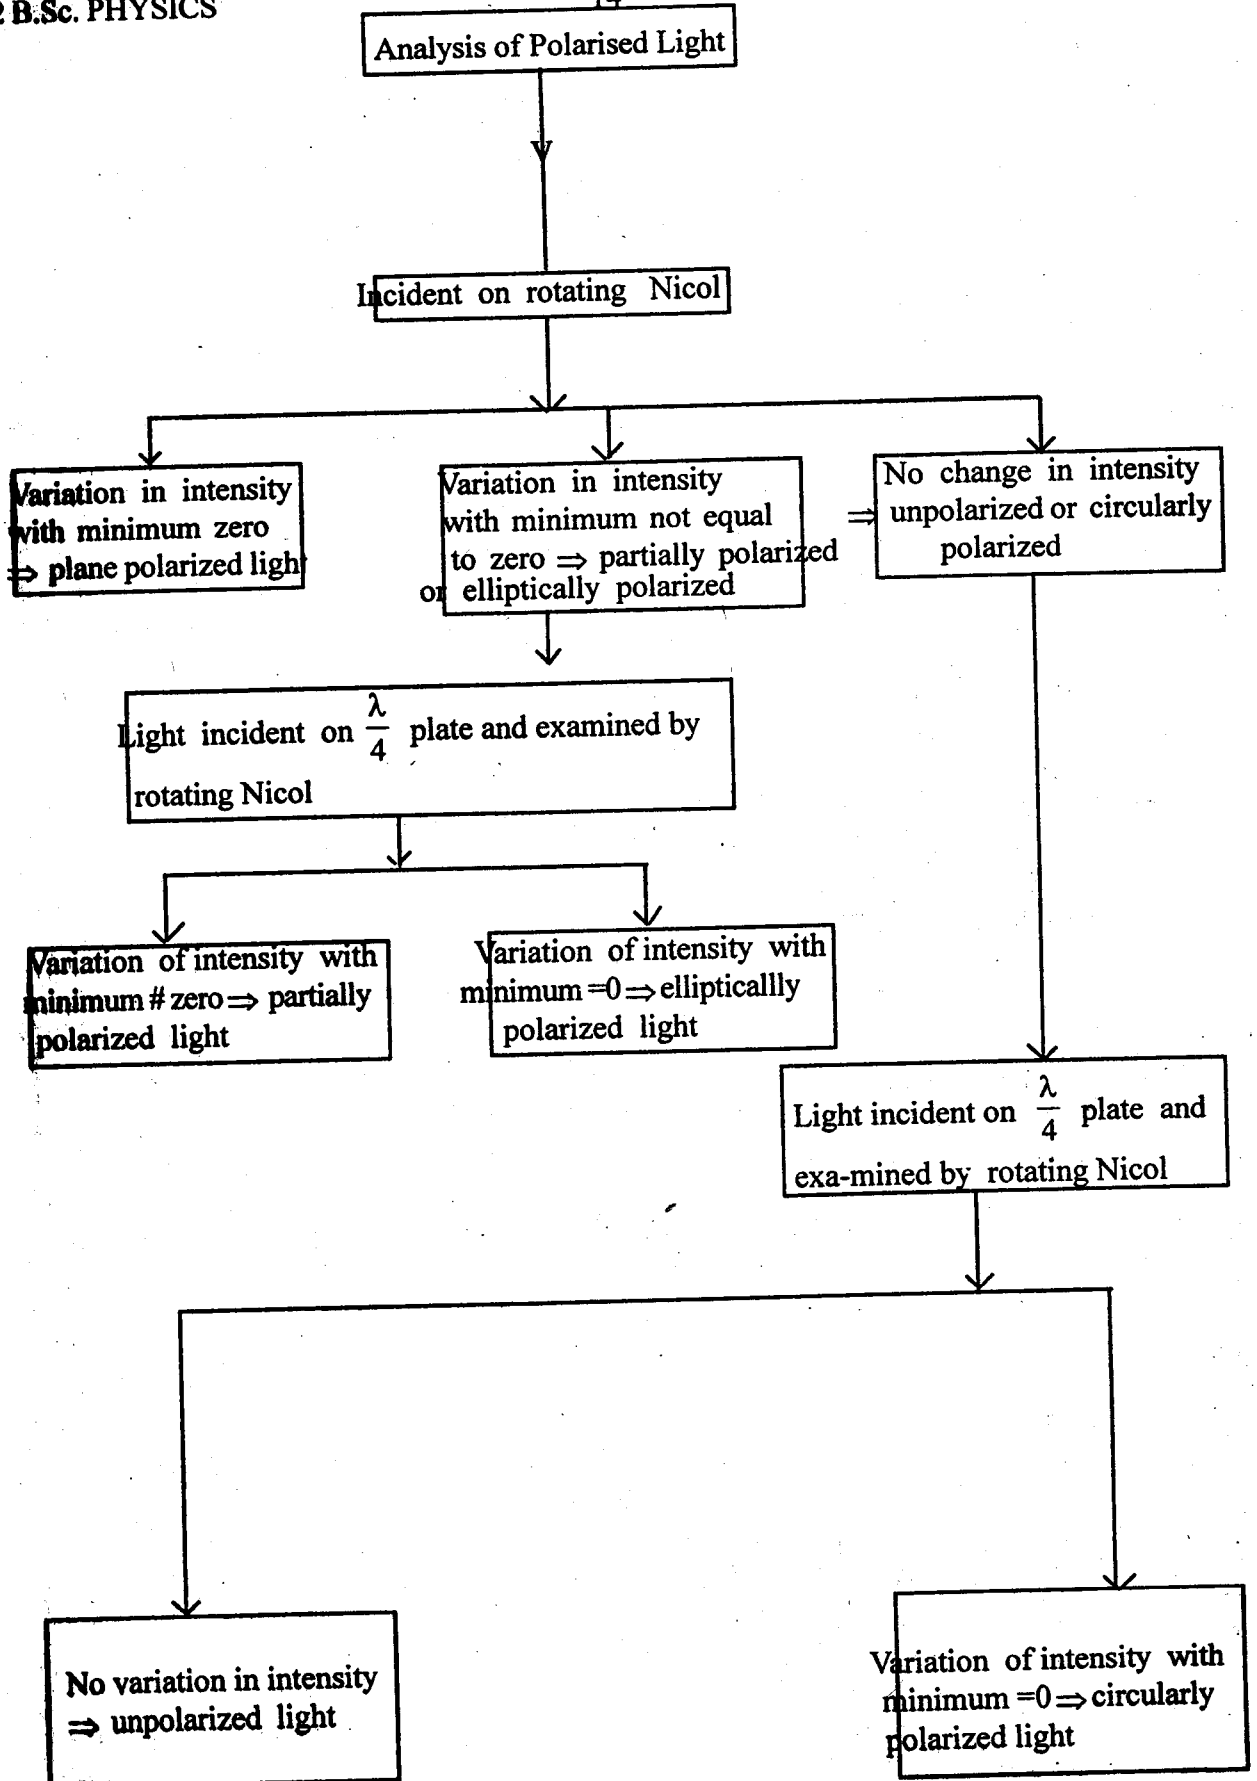 B.Sc. PHYSICS
Analysis of Polarised Light
Incident on rotating Nicol
Variation in intensity
with minimum zero
⇒ plane polarized light
Variation in intensity
with minimum not equal
to zero ⇒ partially polarized
or elliptically polarized
No change in intensity
⇒ unpolarized or circularly
polarized
Light incident on λ/4 plate and examined by
rotating Nicol
Variation of intensity with
minimum # zero ⇒ partially
polarized light
Variation of intensity with
minimum =0 ⇒ ellipticallly
polarized light
Light incident on λ/4 plate and
exa-mined by rotating Nicol
No variation in intensity
⇒ unpolarized light
Variation of intensity with
minimum =0 ⇒ circularly
polarized light